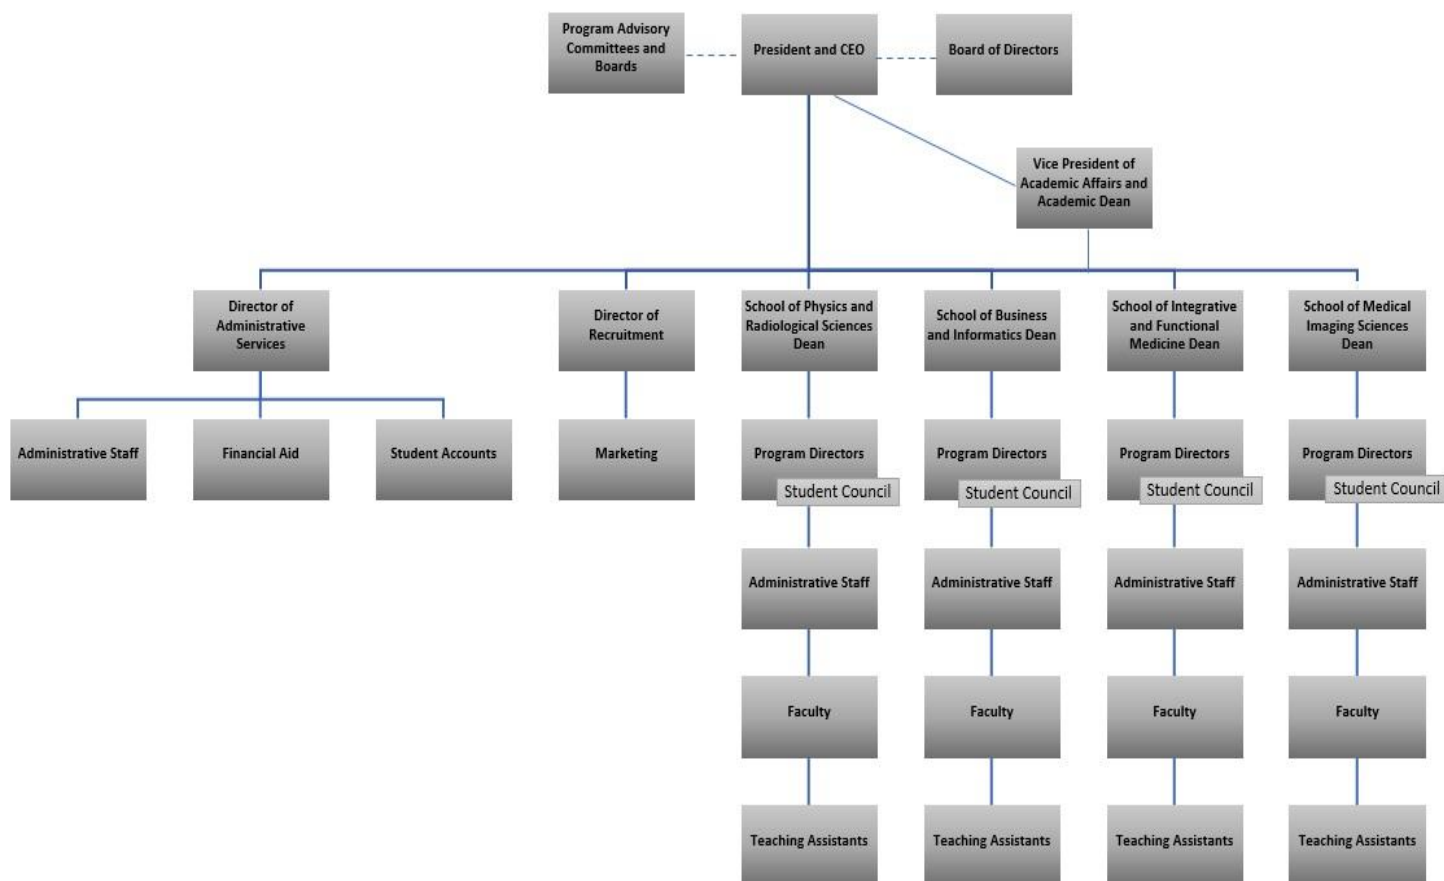 Program Advisory
Committees and
Boards
President and CEO
Board of Directors
Vice President of
Academic Affairs and
Academic Dean
Director of
Administrative
Services
Director of
Recruitment
School of Physics and
Radiological Sciences
Dean
School of Business
and Informatics Dean
School of Integrative
and Functional
Medicine Dean
School of Medical
Imaging Sciences
Dean
Administrative Staff
Financial Aid
Student Accounts
Marketing
Program Directors
Student Council
Program Directors
Student Council
Program Directors
Student Council
Program Directors
Student Council
Administrative Staff
Administrative Staff
Administrative Staff
Administrative Staff
Faculty
Faculty
Faculty
Faculty
Teaching Assistants
Teaching Assistants
Teaching Assistants
Teaching Assistants